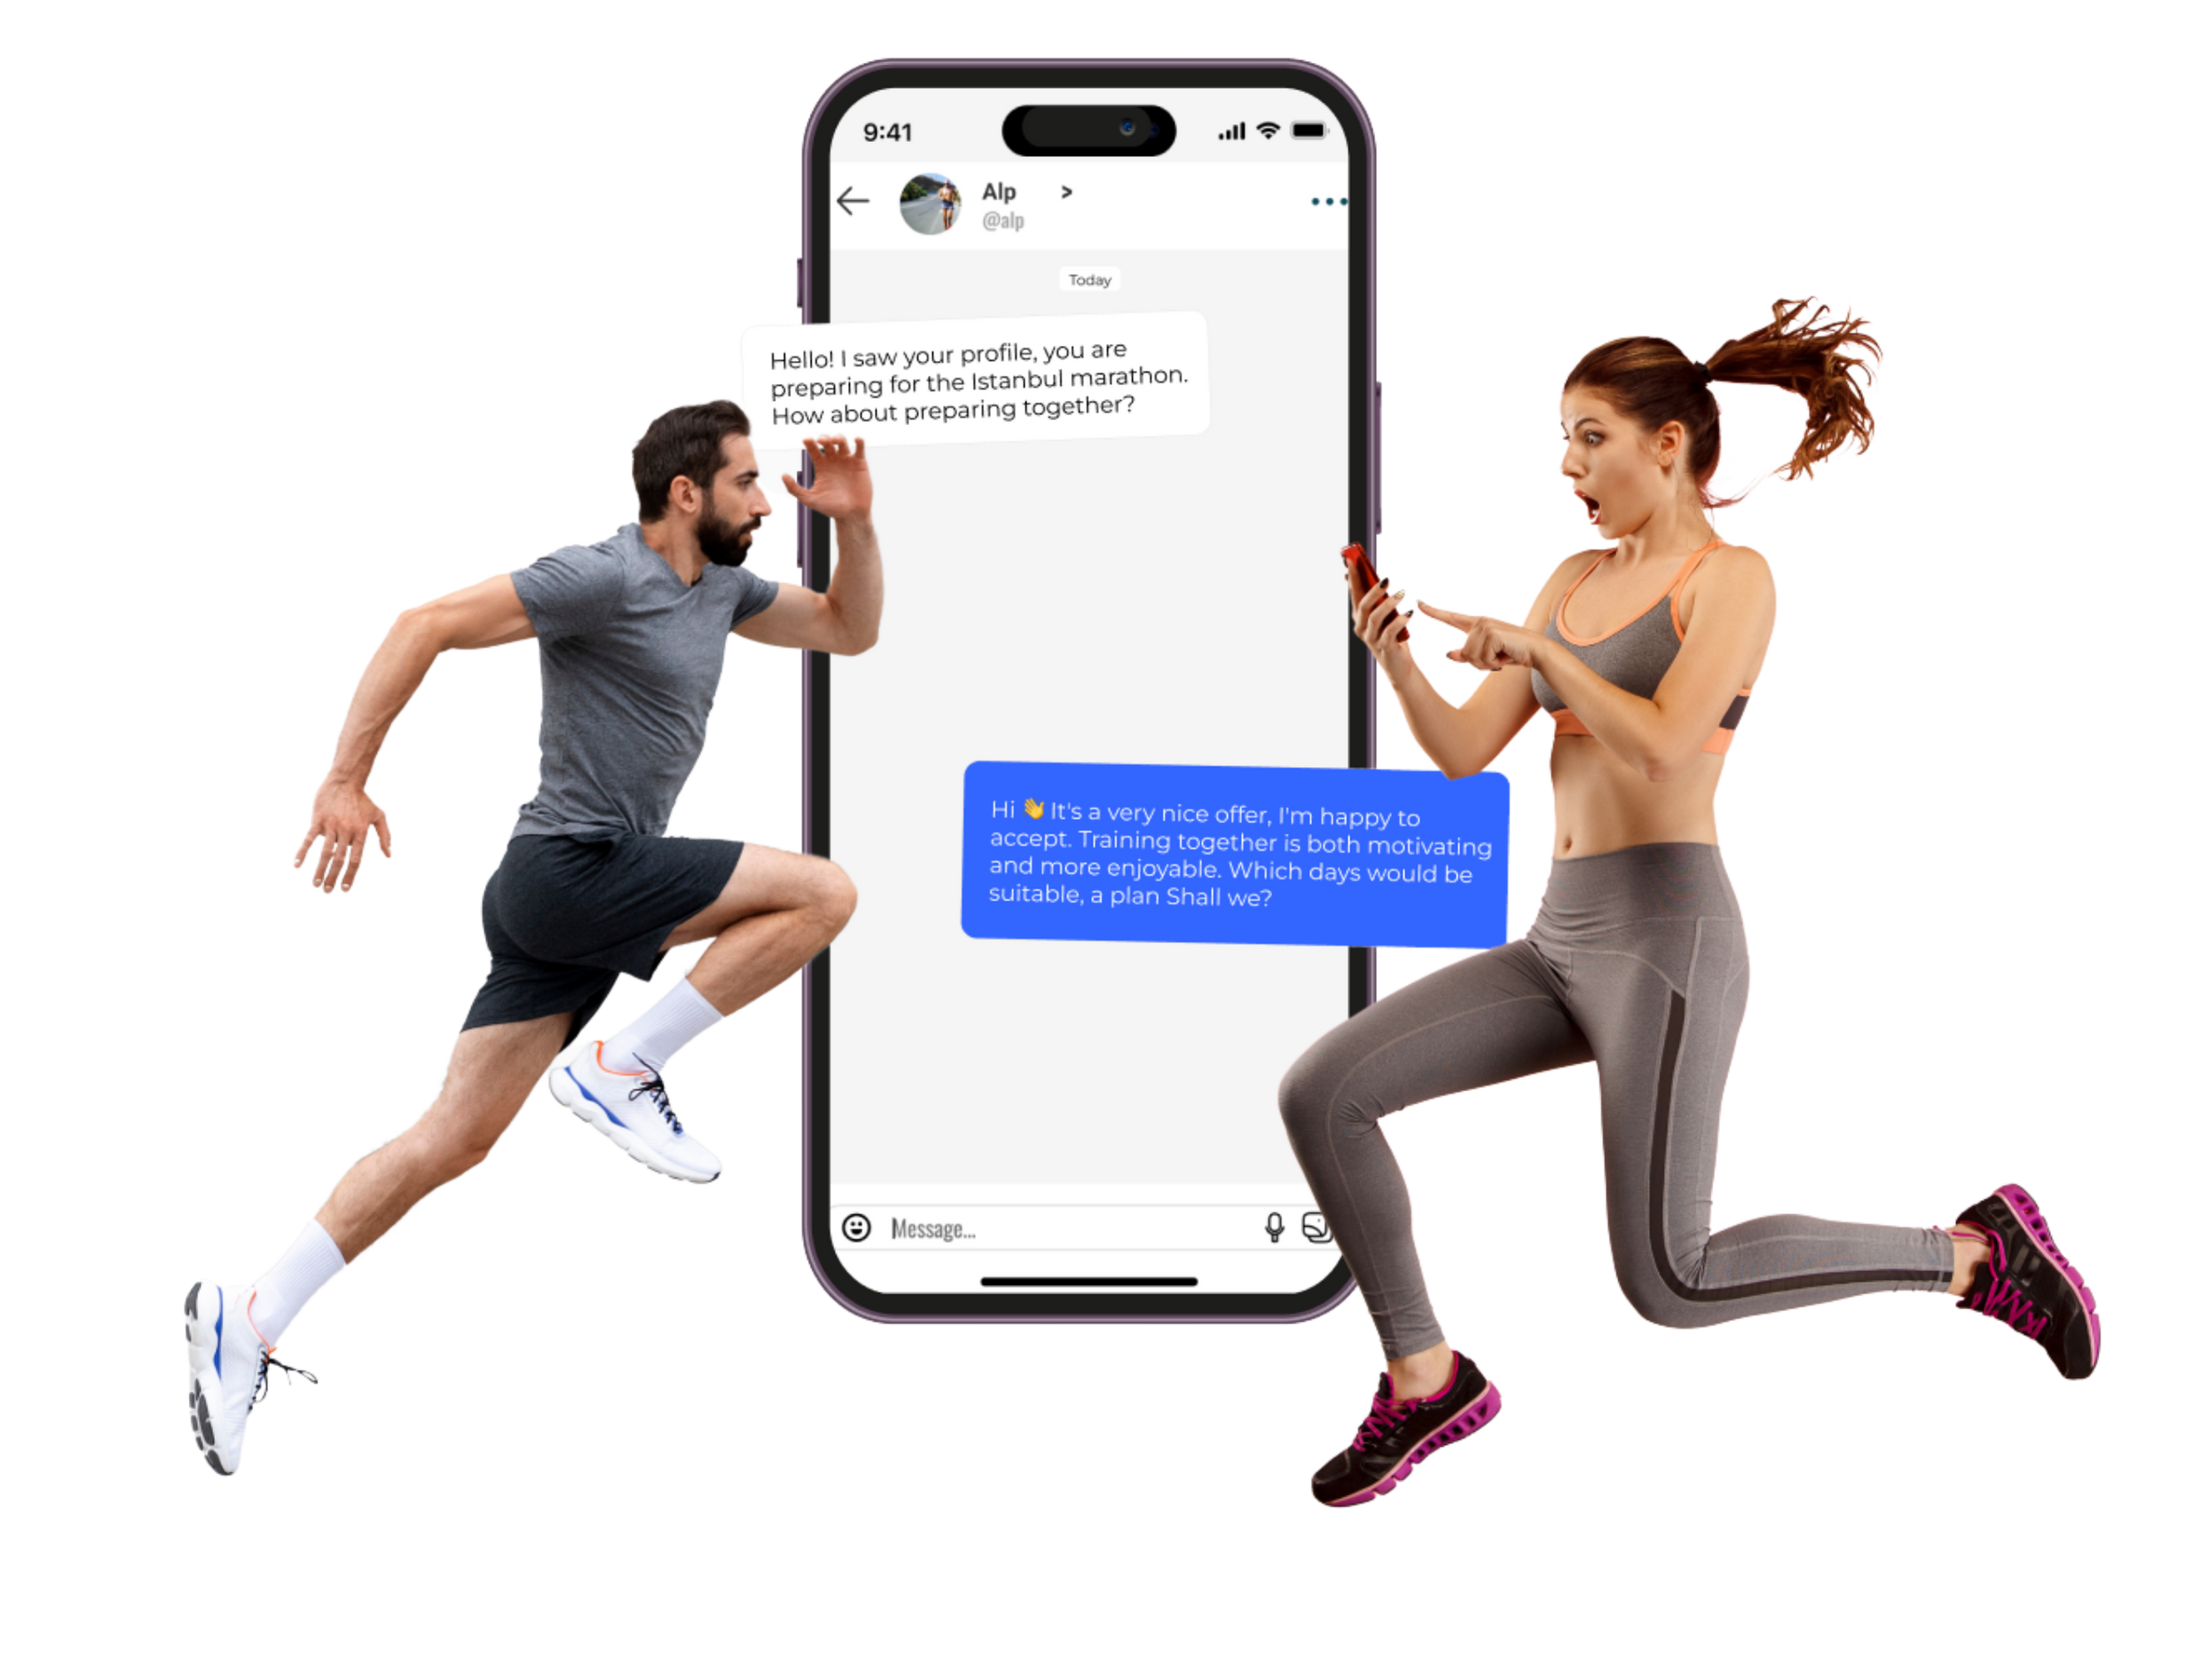 9:41
Alp >
@alp
Today
Hello! I saw your profile, you are
preparing for the Istanbul marathon.
How about preparing together?
Hi 👋 It's a very nice offer, I'm happy to
accept. Training together is both motivating
and more enjoyable. Which days would be
suitable, a plan Shall we?
Message...